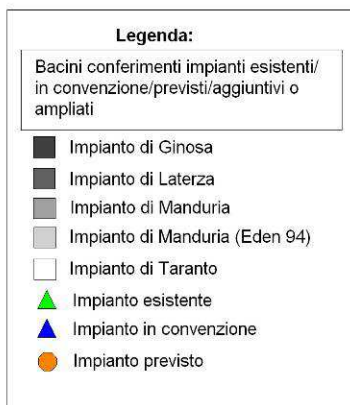 Legenda:
Bacini conferimenti impianti esistenti/
in convenzione/previsti/aggiuntivi o
ampliati
Impianto di Ginosa
Impianto di Laterza
Impianto di Manduria
Impianto di Manduria (Eden 94)
Impianto di Taranto
Impianto esistente
Impianto in convenzione
Impianto previsto